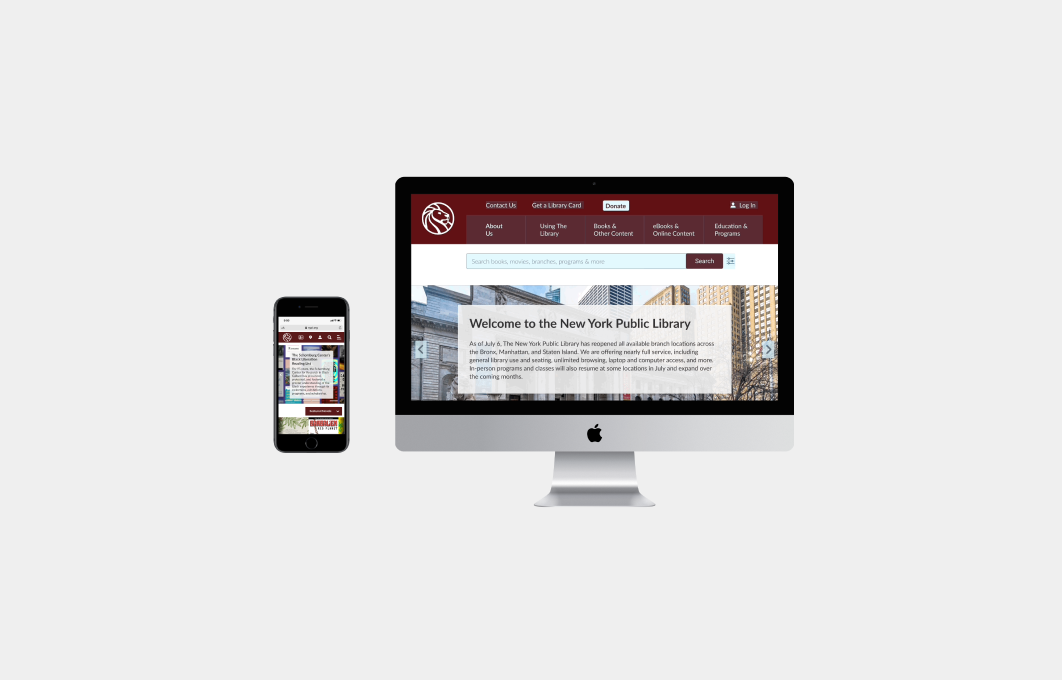 Contact Us
Get a Library Card
Donate
Log In
About
Us
Using The
Library
Books &
Other Content
eBooks &
Online Content
Education &
Programs
Search books, movies, branches, programs & more
Search
Welcome to the New York Public Library
As of July 6, The New York Public Library has reopened all available branch locations across
the Bronx, Manhattan, and Staten Island. We are offering nearly full service, including
general library use and seating, unlimited browsing, laptop and computer access, and more.
In-person programs and classes will also resume at some locations in July and expand over
the coming months.
The Schomburg Center's
Black Liberation
Reading List